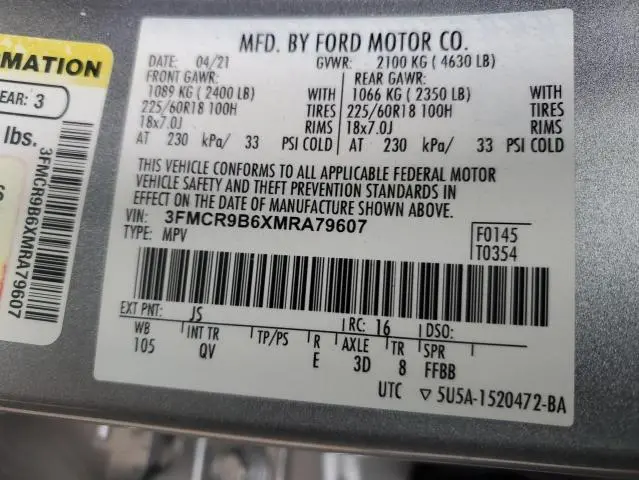 MATION
EAR: 3
lbs.
3FMCR9B6XMRA79607
MFD. BY FORD MOTOR CO.
DATE: 04/21 GVWR: 2100 KG ( 4630 LB)
FRONT GAWR: REAR GAWR:
1089 KG ( 2400 LB) WITH 1066 KG ( 2350 LB) WITH
225/60R18 100H TIRES 225/60R18 100H TIRES
18x7.0J RIMS 18x7.0J RIMS
AT 230 kPa/ 33 PSI COLD AT 230 kPa/ 33 PSI COLD
THIS VEHICLE CONFORMS TO ALL APPLICABLE FEDERAL MOTOR
VEHICLE SAFETY AND THEFT PREVENTION STANDARDS IN
EFFECT ON THE DATE OF MANUFACTURE SHOWN ABOVE.
VIN: 3FMCR9B6XMRA79607
TYPE: MPV
F0145
T0354
EXT PNT: JS RC: 16 DSO:
WB INT TR TP/PS R AXLE TR SPR
105 QV E 3D 8 FFBB
UTC ▽ 5U5A-1520472-BA